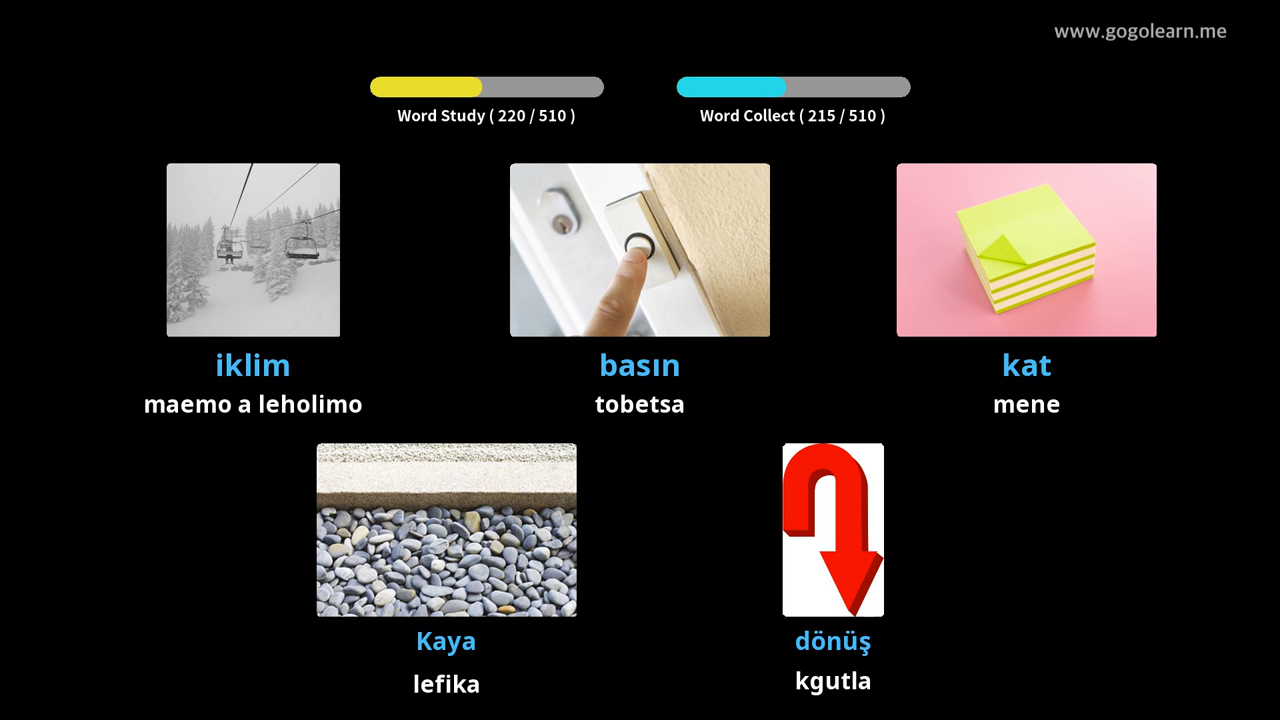 www.gogolearn.me
Word Study ( 220 / 510 )
Word Collect ( 215 / 510 )
iklim
maemo a leholimo
basın
tobetsa
kat
mene
Kaya
lefika
dönüş
kgutla